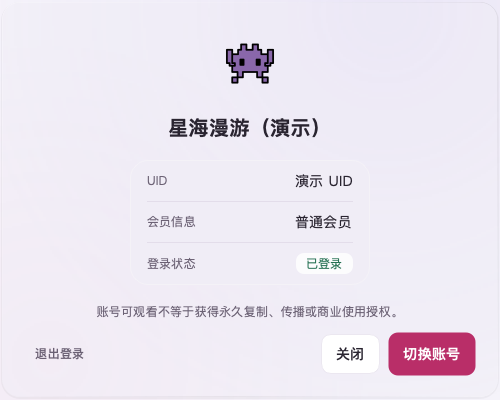 星海漫游（演示）
UID 演示 UID
会员信息 普通会员
登录状态 已登录
账号可观看不等于获得永久复制、传播或商业使用授权。
退出登录 关闭 切换账号